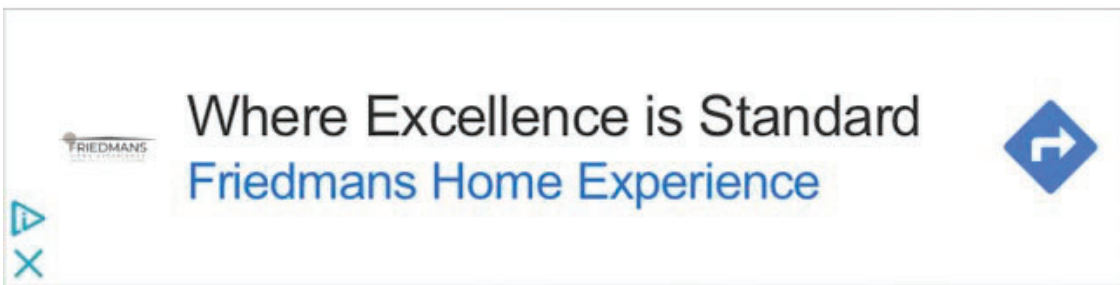 Where Excellence is Standard
FRIEDMANS
Friedmans Home Experience